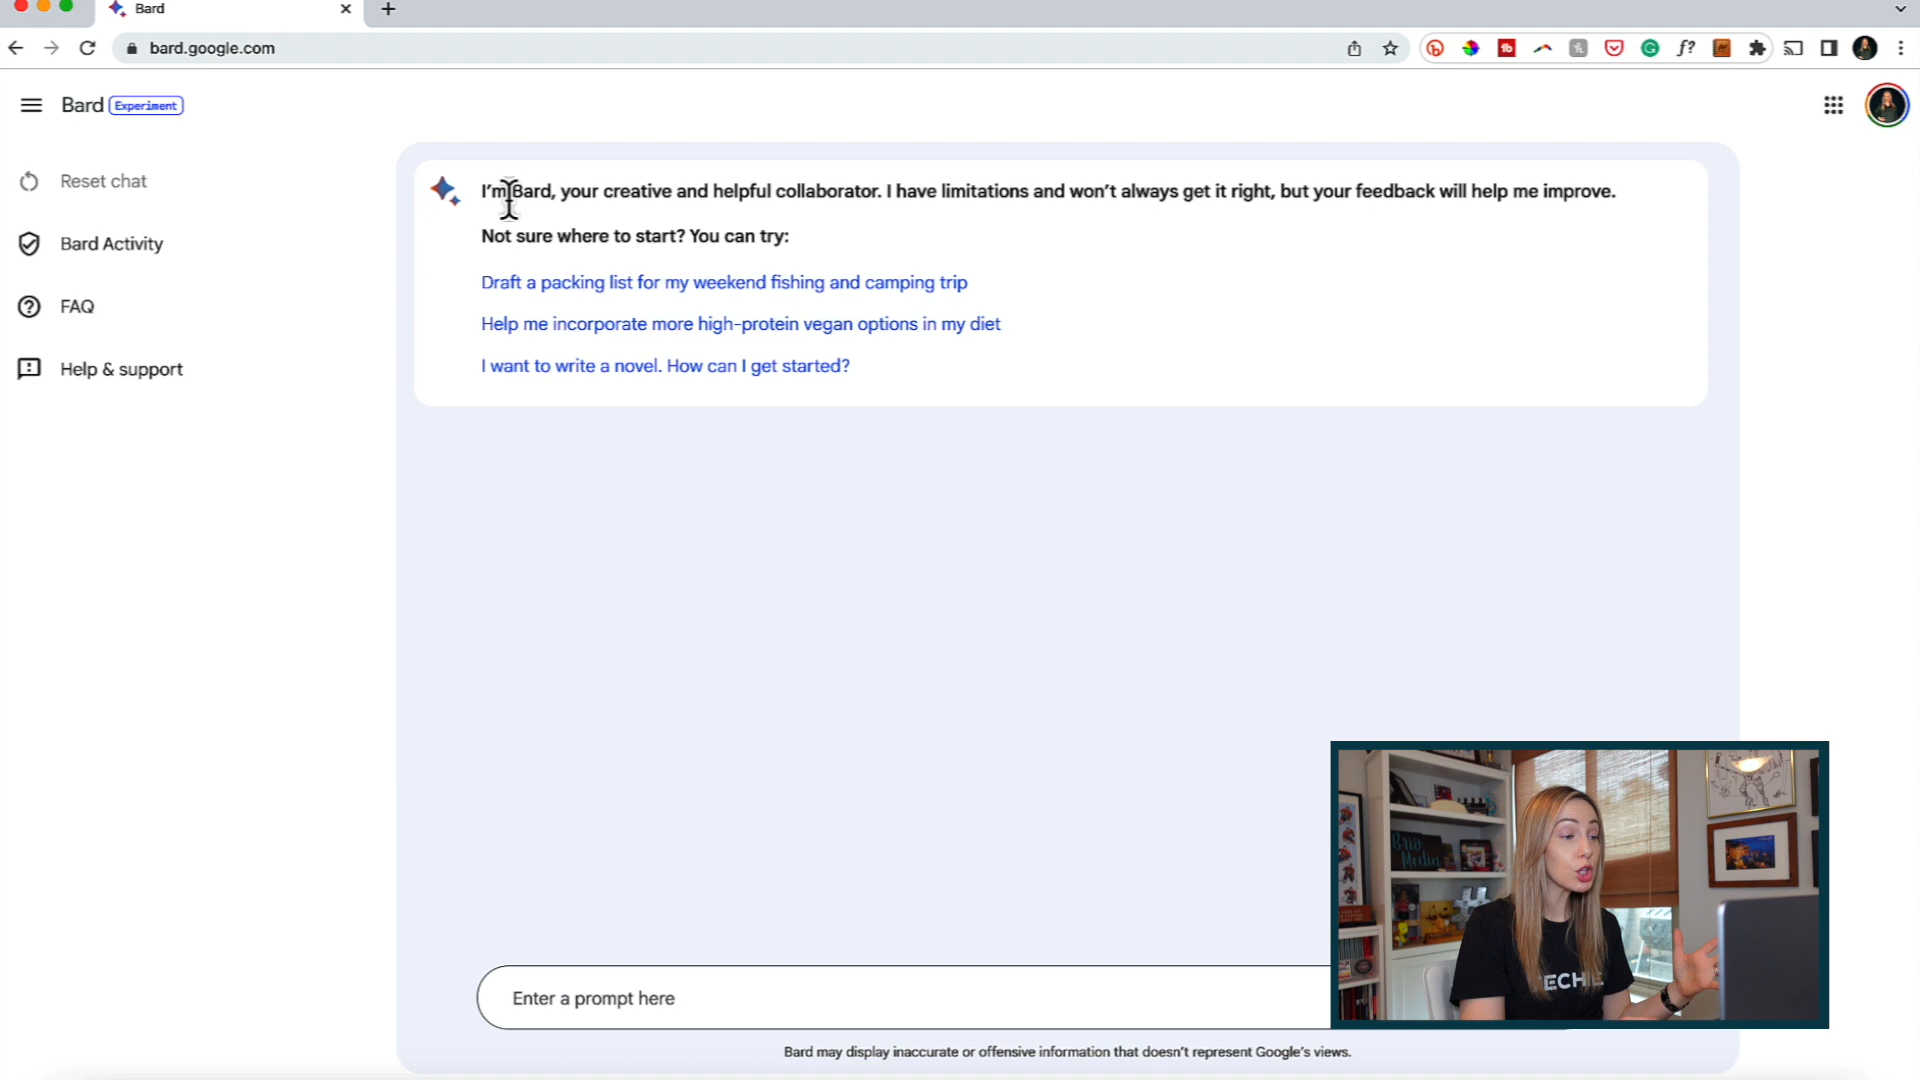 Bard
bard.google.com
Bard Experiment
Reset chat
Bard Activity
FAQ
Help & support
I'm Bard, your creative and helpful collaborator. I have limitations and won't always get it right, but your feedback will help me improve.
Not sure where to start? You can try:
Draft a packing list for my weekend fishing and camping trip
Help me incorporate more high-protein vegan options in my diet
I want to write a novel. How can I get started?
Enter a prompt here
Bard may display inaccurate or offensive information that doesn't represent Google's views.
Brio
Media
ECHIE